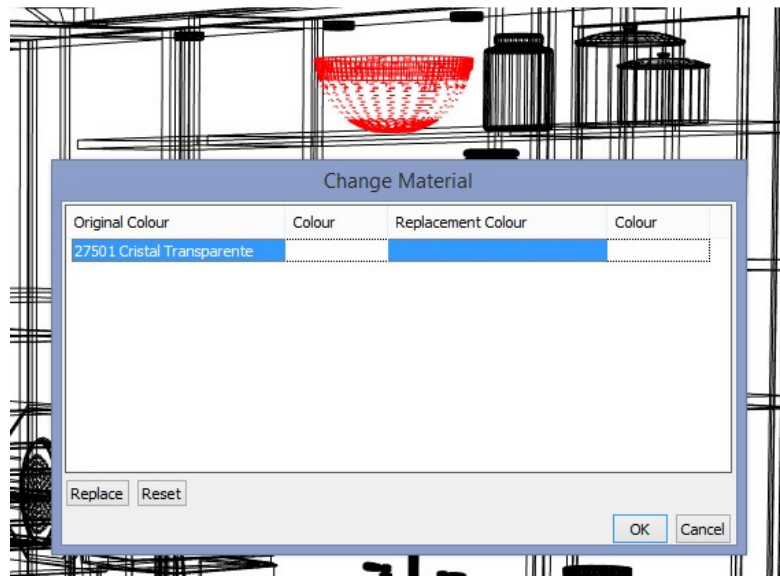 Change Material
Original Colour Colour Replacement Colour Colour
27501 Cristal Transparente
Replace Reset
OK Cancel